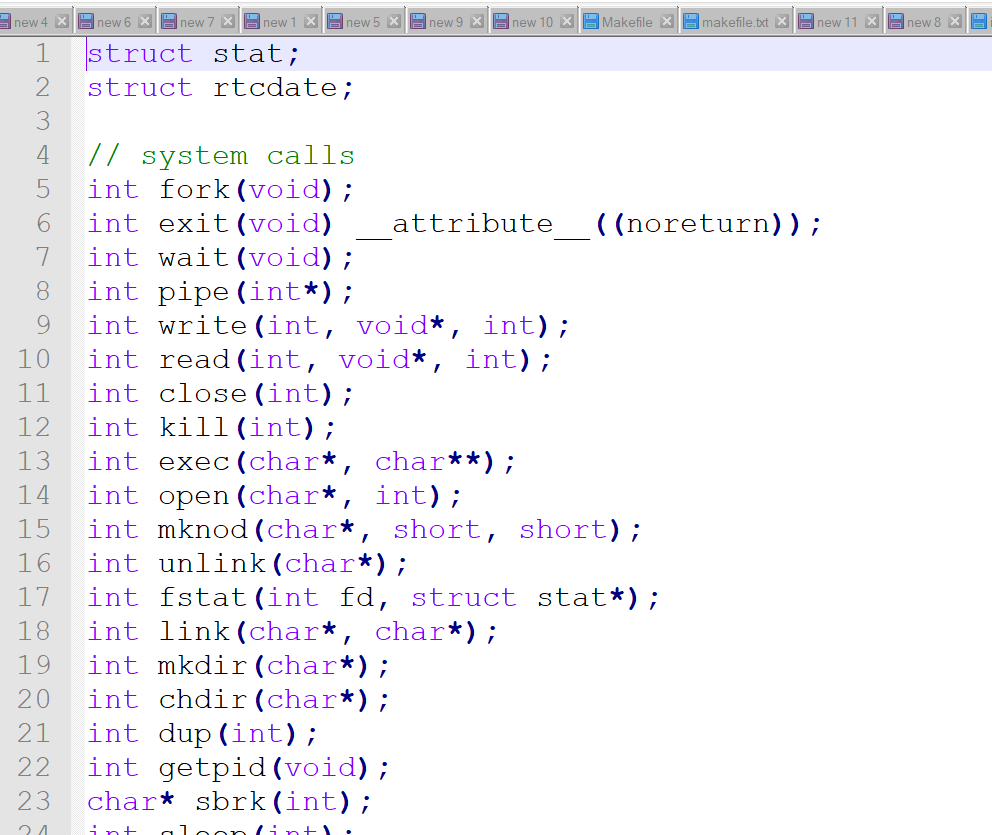 new 4 new 6 new 7 new 1 new 5 new 9 new 10 Makefile makefile.txt new 11 new 8
1 struct stat;
2 struct rtcdate;
3
4 // system calls
5 int fork(void);
6 int exit(void) __attribute__((noreturn));
7 int wait(void);
8 int pipe(int*);
9 int write(int, void*, int);
10 int read(int, void*, int);
11 int close(int);
12 int kill(int);
13 int exec(char*, char**);
14 int open(char*, int);
15 int mknod(char*, short, short);
16 int unlink(char*);
17 int fstat(int fd, struct stat*);
18 int link(char*, char*);
19 int mkdir(char*);
20 int chdir(char*);
21 int dup(int);
22 int getpid(void);
23 char* sbrk(int);
24 int sleep(int);